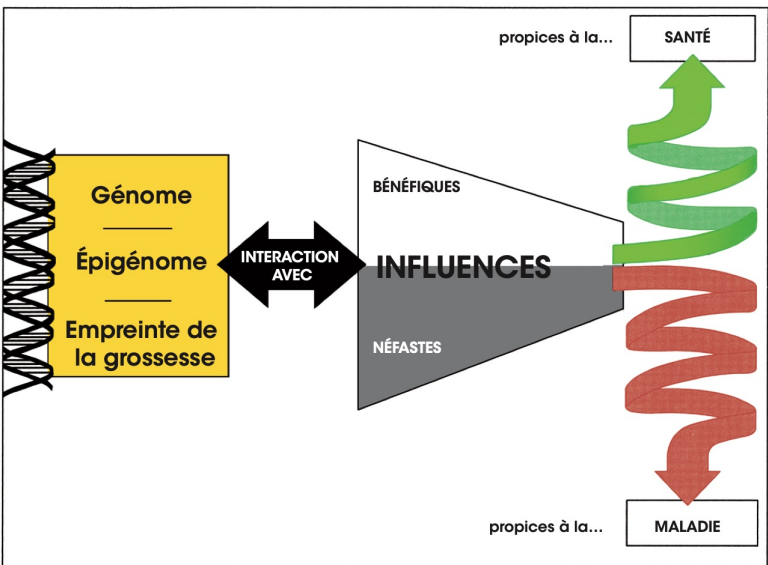 propices à la...
SANTÉ
Génome
Épigénome
Empreinte de
la grossesse
INTERACTION
AVEC
BÉNÉFIQUES
INFLUENCES
NÉFASTES
propices à la...
MALADIE